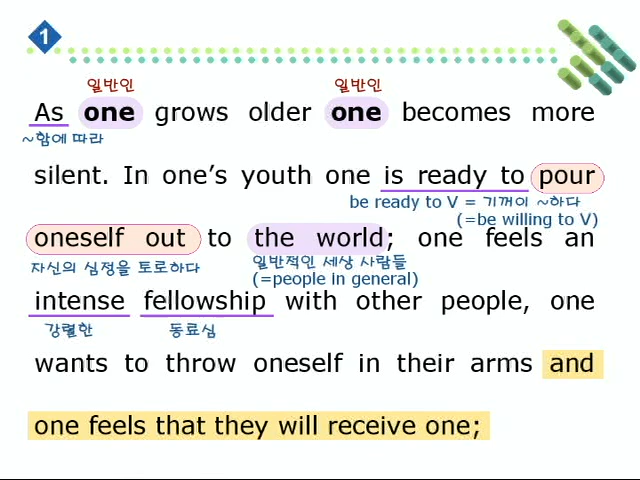 1
일반인 일반인
As one grows older one becomes more
~함에 따라
silent. In one's youth one is ready to pour
be ready to V = 기꺼이 ~하다
(=be willing to V)
oneself out to the world; one feels an
자신의 심정을 토로하다 일반적인 세상 사람들
(=people in general)
intense fellowship with other people, one
강렬한 동료심
wants to throw oneself in their arms and
one feels that they will receive one;